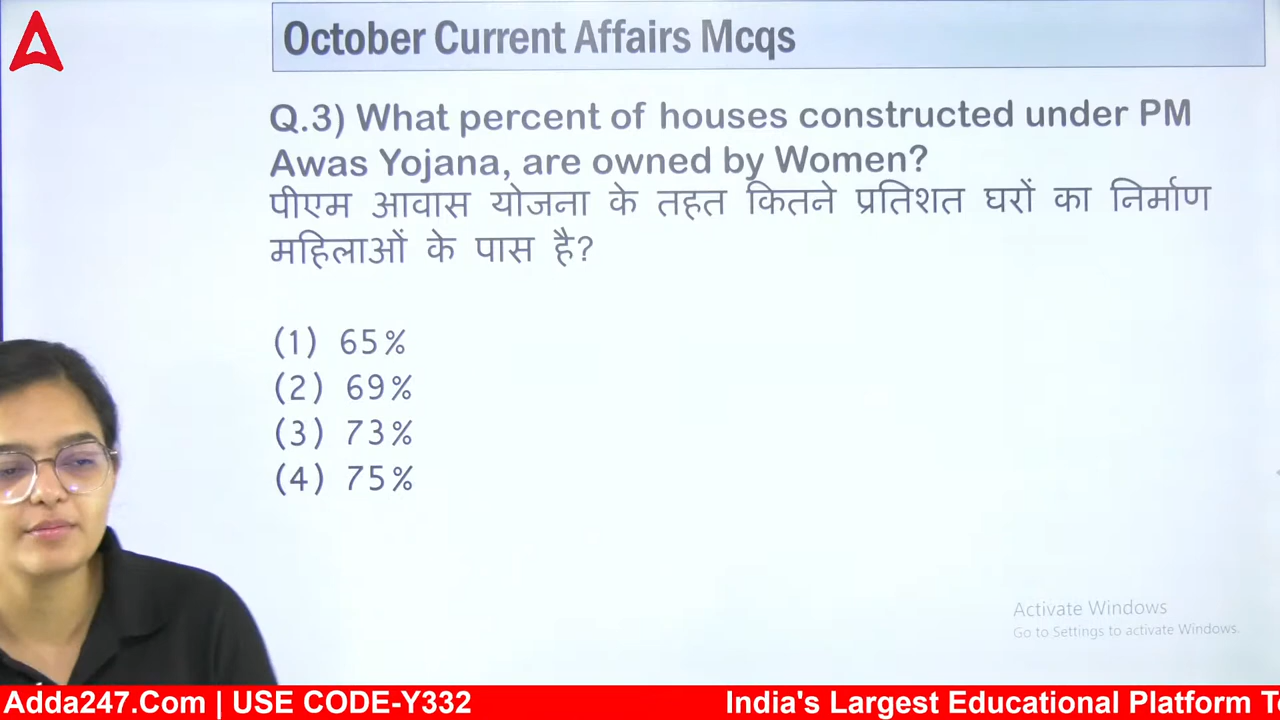 October Current Affairs Mcqs
Q.3) What percent of houses constructed under PM
Awas Yojana, are owned by Women?
पीएम आवास योजना के तहत कितने प्रतिशत घरों का निर्माण
महिलाओं के पास है?
(1) 65%
(2) 69%
(3) 73%
(4) 75%
Activate Windows
Go to Settings to activate Windows.
Adda247.Com | USE CODE-Y332
India's Largest Educational Platform